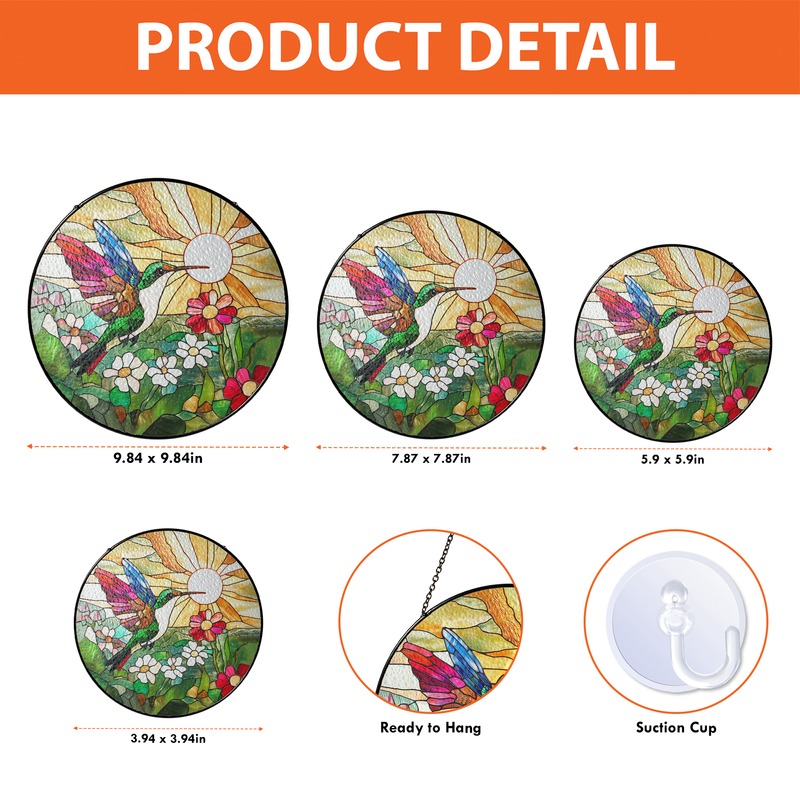 PRODUCT DETAIL
9.84 x 9.84in
7.87 x 7.87in
5.9 x 5.9in
3.94 x 3.94in
Ready to Hang
Suction Cup